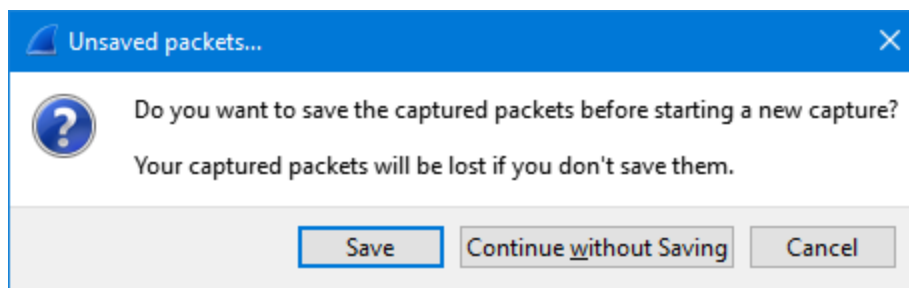 Unsaved packets...
Do you want to save the captured packets before starting a new capture?
Your captured packets will be lost if you don't save them.
Save Continue without Saving Cancel